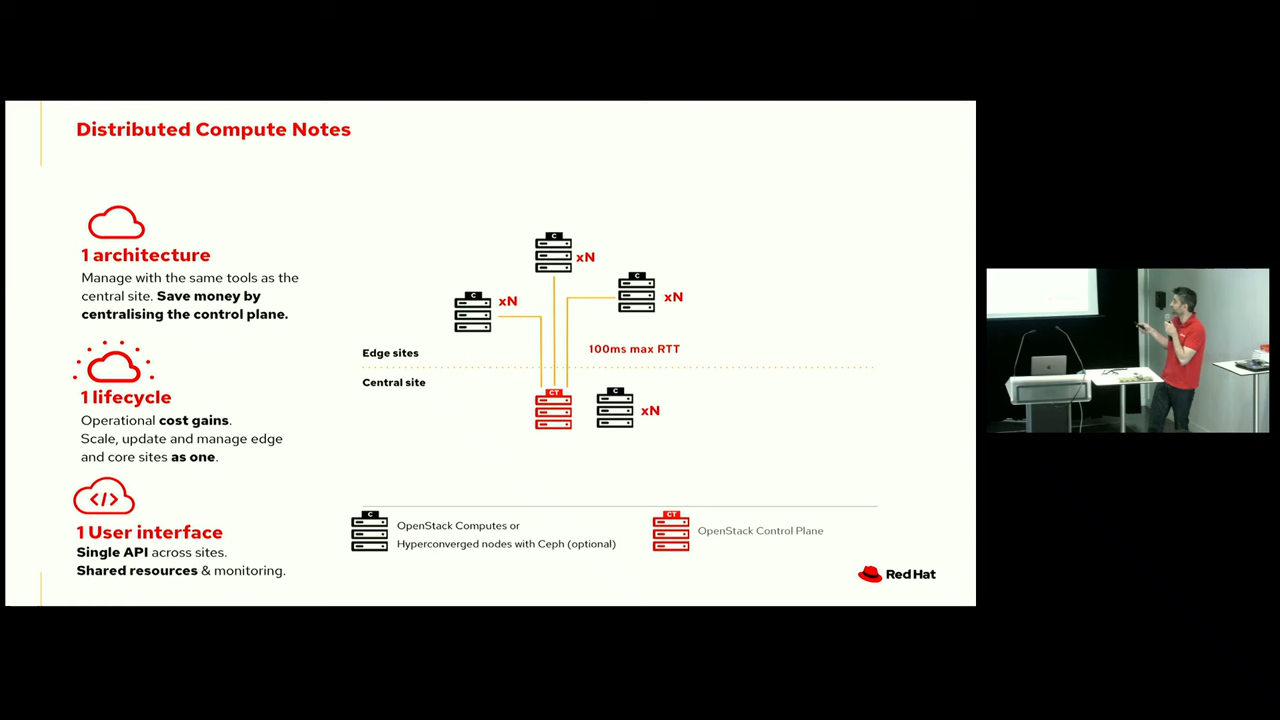 Distributed Compute Notes
1 architecture
Manage with the same tools as the
central site. Save money by
centralising the control plane.
1 lifecycle
Operational cost gains.
Scale, update and manage edge
and core sites as one.
1 User interface
Single API across sites.
Shared resources & monitoring.
C
xN
C
xN
C
xN
Edge sites
100ms max RTT
Central site
CT
C
xN
C
OpenStack Computes or
Hyperconverged nodes with Ceph (optional)
CT
OpenStack Control Plane
Red Hat